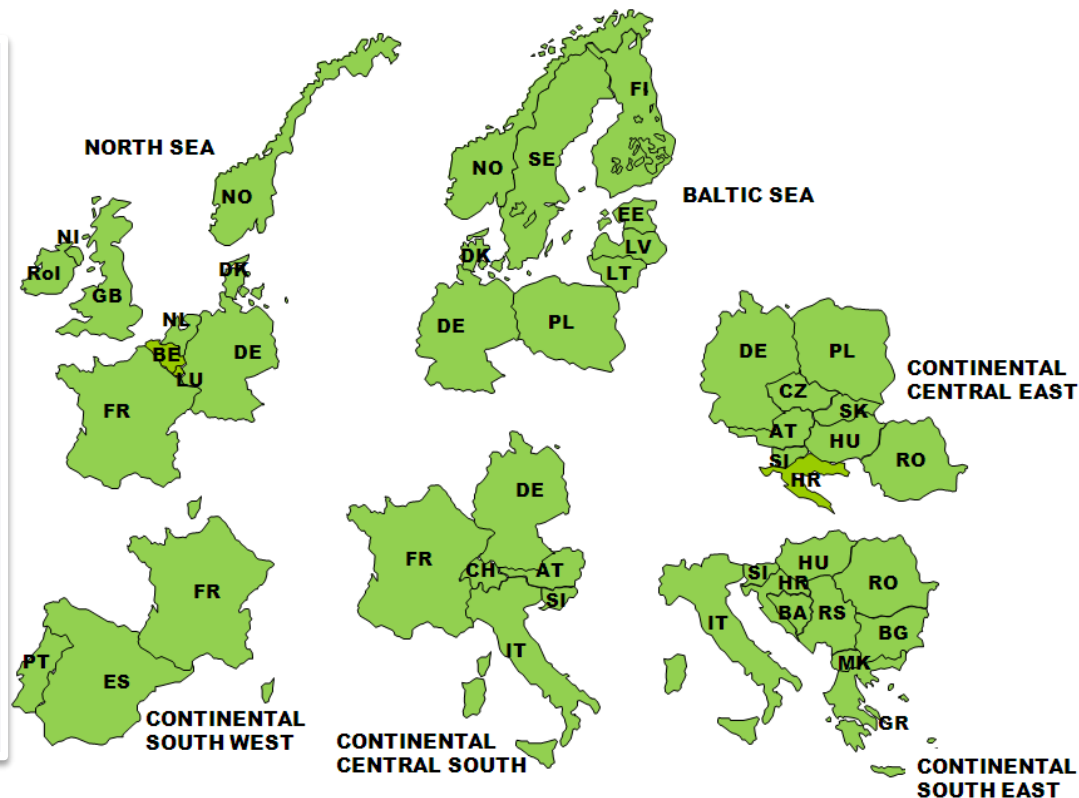 NORTH SEA
NO
NI
RoI
GB
DK
NL
BE
LU
DE
FR
BALTIC SEA
FI
NO
SE
EE
LV
LT
DK
DE
PL
CONTINENTAL
CENTRAL EAST
DE
PL
CZ
SK
AT
HU
SI
HR
RO
CONTINENTAL
SOUTH WEST
FR
PT
ES
CONTINENTAL
CENTRAL SOUTH
DE
FR
CH
AT
SI
IT
CONTINENTAL
SOUTH EAST
HU
SI
HR
RO
BA
RS
IT
BG
MK
GR